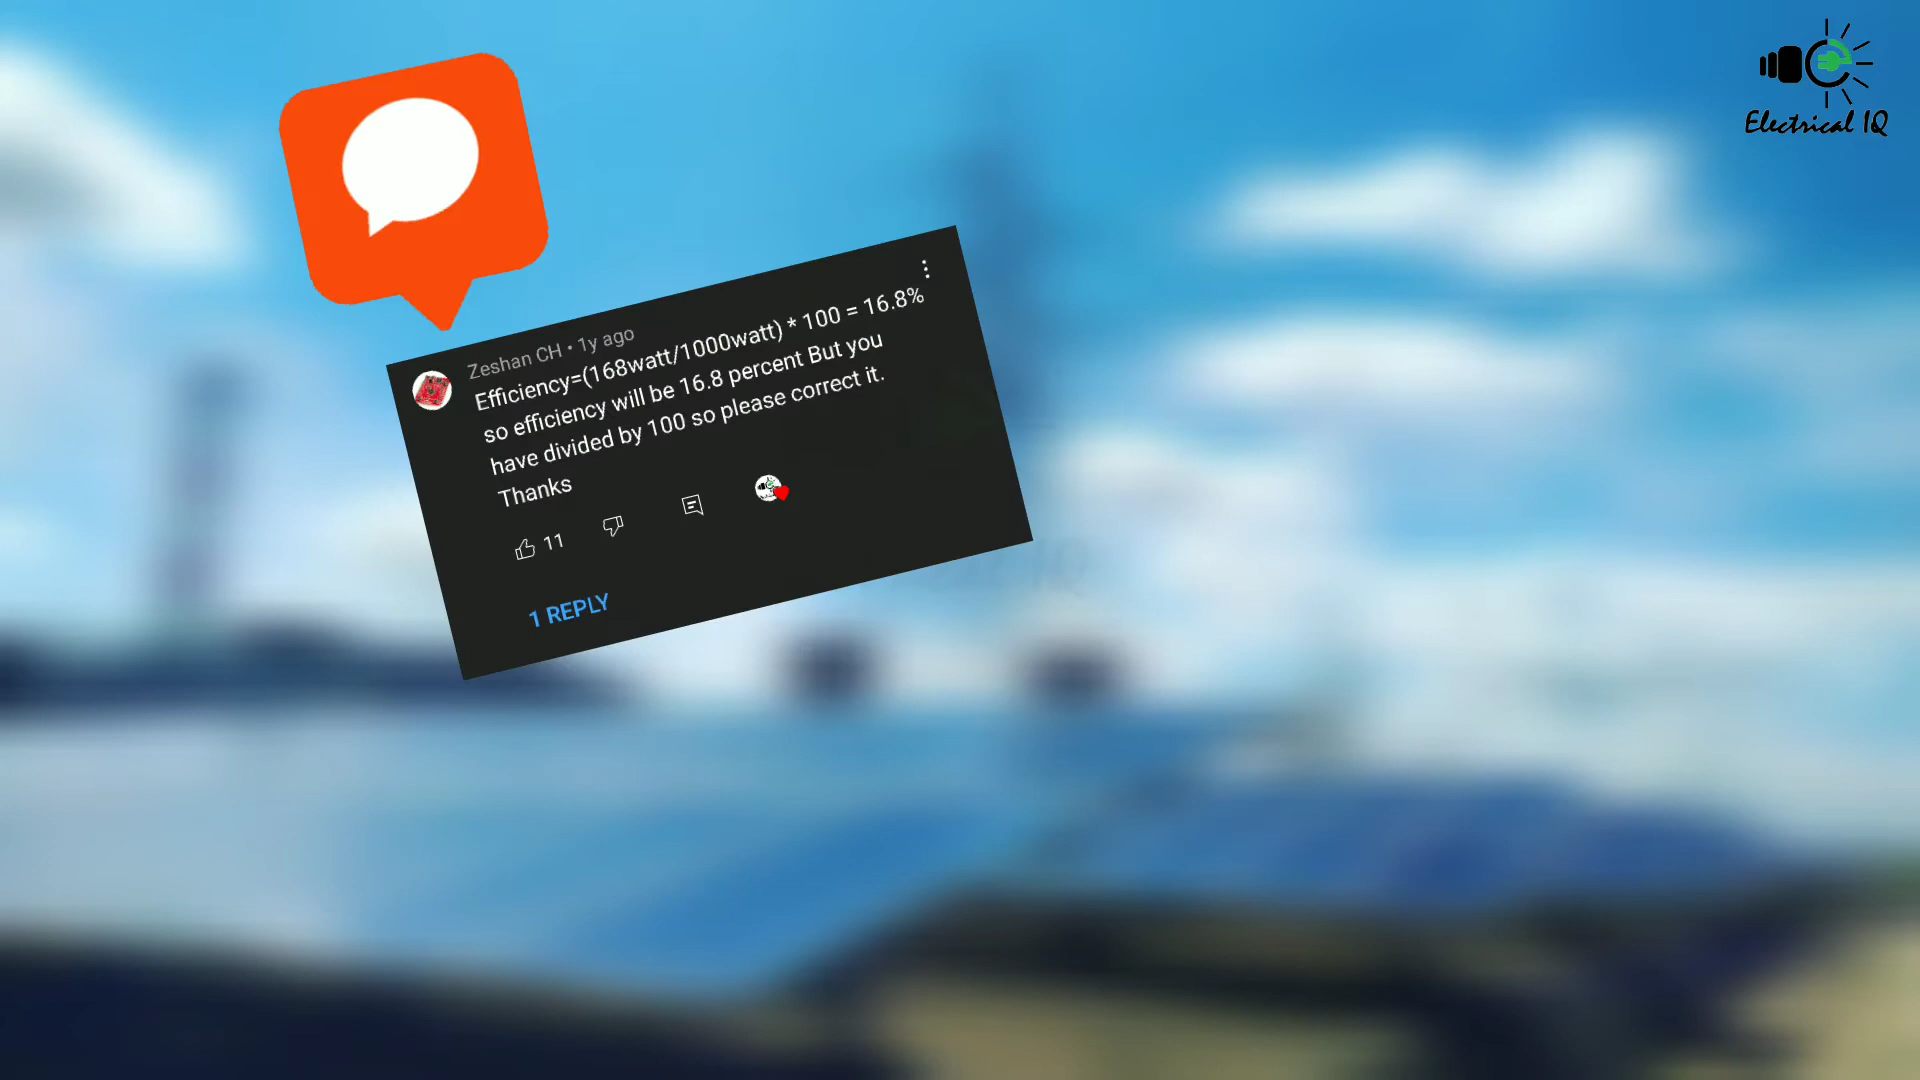 Electrical IQ
Zeshan CH • 1y ago
Efficiency=(168watt/1000watt) * 100 = 16.8%
so efficiency will be 16.8 percent But you
have divided by 100 so please correct it.
Thanks
11
1 REPLY